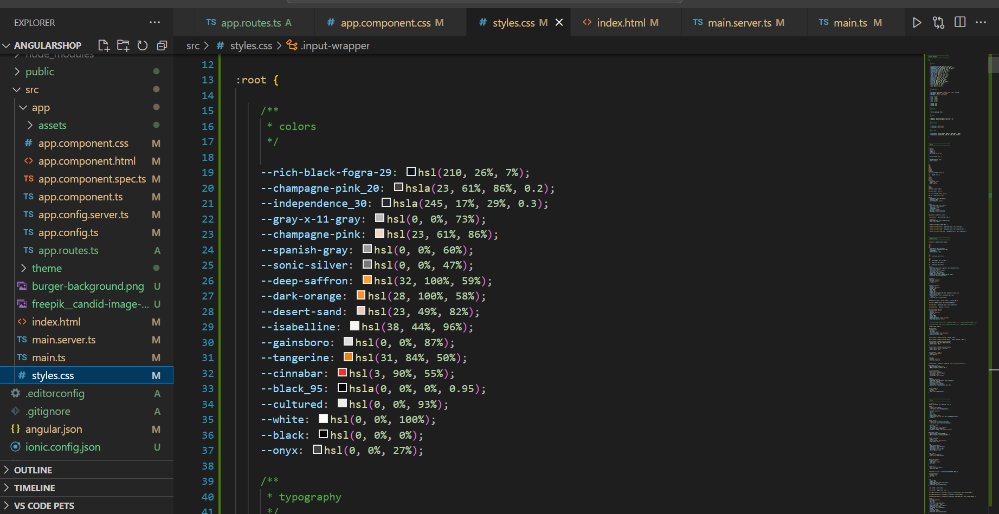 EXPLORER
ANGULARSHOP
node_modules
public
src
app
assets
app.component.css M
app.component.html M
app.component.spec.ts M
app.component.ts M
app.config.server.ts M
app.config.ts M
app.routes.ts A
theme
burger-background.png U
freepik__candid-image-... U
index.html M
main.server.ts M
main.ts M
styles.css M
.editorconfig A
.gitignore A
angular.json M
ionic.config.json U
OUTLINE
TIMELINE
VS CODE PETS
TS app.routes.ts A # app.component.css M # styles.css M <> index.html M TS main.server.ts M TS main.ts M
src > # styles.css > .input-wrapper
12
13 :root {
14
15 /**
16 * colors
17 */
18
19 --rich-black-fogra-29: hsl(210, 26%, 7%);
20 --champagne-pink_20: hsla(23, 61%, 86%, 0.2);
21 --independence_30: hsla(245, 17%, 29%, 0.3);
22 --gray-x-11-gray: hsl(0, 0%, 73%);
23 --champagne-pink: hsl(23, 61%, 86%);
24 --spanish-gray: hsl(0, 0%, 60%);
25 --sonic-silver: hsl(0, 0%, 47%);
26 --deep-saffron: hsl(32, 100%, 59%);
27 --dark-orange: hsl(28, 100%, 58%);
28 --desert-sand: hsl(23, 49%, 82%);
29 --isabelline: hsl(38, 44%, 96%);
30 --gainsboro: hsl(0, 0%, 87%);
31 --tangerine: hsl(31, 84%, 50%);
32 --cinnabar: hsl(3, 90%, 55%);
33 --black_95: hsla(0, 0%, 0%, 0.95);
34 --cultured: hsl(0, 0%, 93%);
35 --white: hsl(0, 0%, 100%);
36 --black: hsl(0, 0%, 0%);
37 --onyx: hsl(0, 0%, 27%);
38
39 /**
40 * typography
41 */